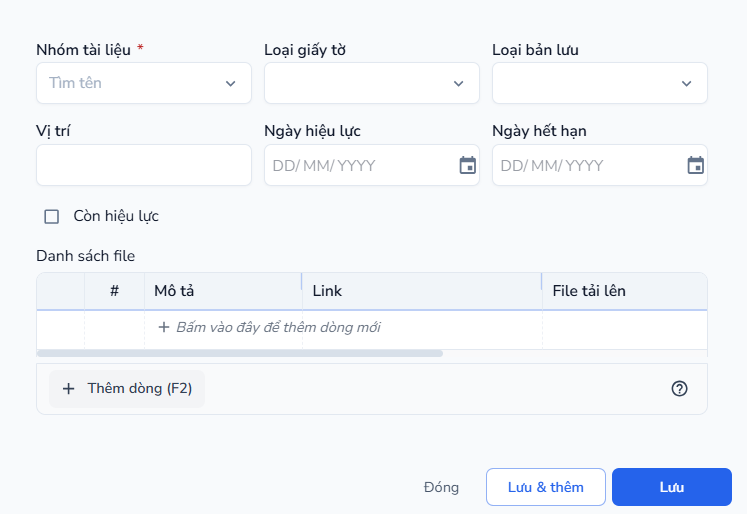 Nhóm tài liệu * Loại giấy tờ Loại bản lưu
Tìm tên
Vị trí Ngày hiệu lực Ngày hết hạn
DD/ MM/ YYYY DD/ MM/ YYYY
Còn hiệu lực
Danh sách file
# Mô tả Link File tải lên
+ Bấm vào đây để thêm dòng mới
+ Thêm dòng (F2)
Đóng Lưu & thêm Lưu